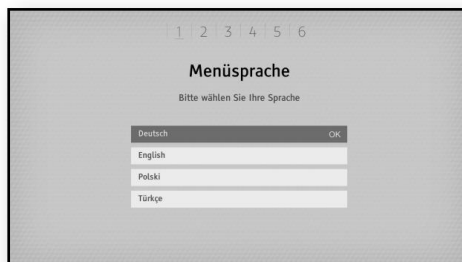 1 2 3 4 5 6
Menüsprache
Bitte wählen Sie Ihre Sprache
Deutsch OK
English
Polski
Türkçe